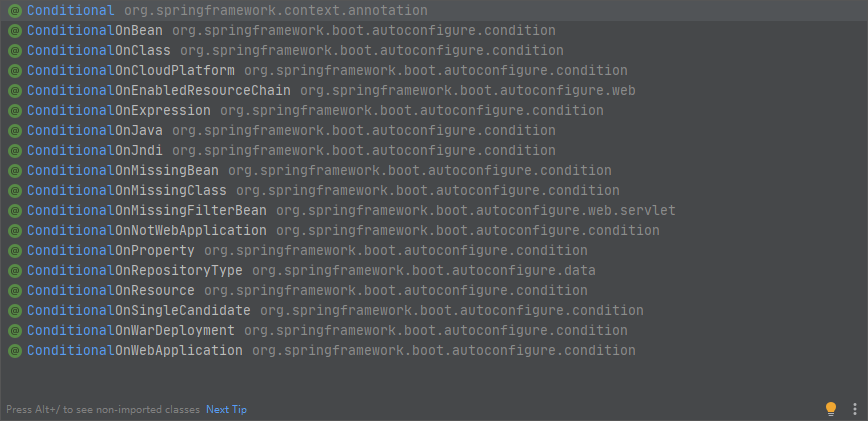 @ Conditional org.springframework.context.annotation
@ ConditionalOnBean org.springframework.boot.autoconfigure.condition
@ ConditionalOnClass org.springframework.boot.autoconfigure.condition
@ ConditionalOnCloudPlatform org.springframework.boot.autoconfigure.condition
@ ConditionalOnEnabledResourceChain org.springframework.boot.autoconfigure.web
@ ConditionalOnExpression org.springframework.boot.autoconfigure.condition
@ ConditionalOnJava org.springframework.boot.autoconfigure.condition
@ ConditionalOnJndi org.springframework.boot.autoconfigure.condition
@ ConditionalOnMissingBean org.springframework.boot.autoconfigure.condition
@ ConditionalOnMissingClass org.springframework.boot.autoconfigure.condition
@ ConditionalOnMissingFilterBean org.springframework.boot.autoconfigure.web.servlet
@ ConditionalOnNotWebApplication org.springframework.boot.autoconfigure.condition
@ ConditionalOnProperty org.springframework.boot.autoconfigure.condition
@ ConditionalOnRepositoryType org.springframework.boot.autoconfigure.data
@ ConditionalOnResource org.springframework.boot.autoconfigure.condition
@ ConditionalOnSingleCandidate org.springframework.boot.autoconfigure.condition
@ ConditionalOnWarDeployment org.springframework.boot.autoconfigure.condition
@ ConditionalOnWebApplication org.springframework.boot.autoconfigure.condition
Press Alt+/ to see non-imported classes Next Tip